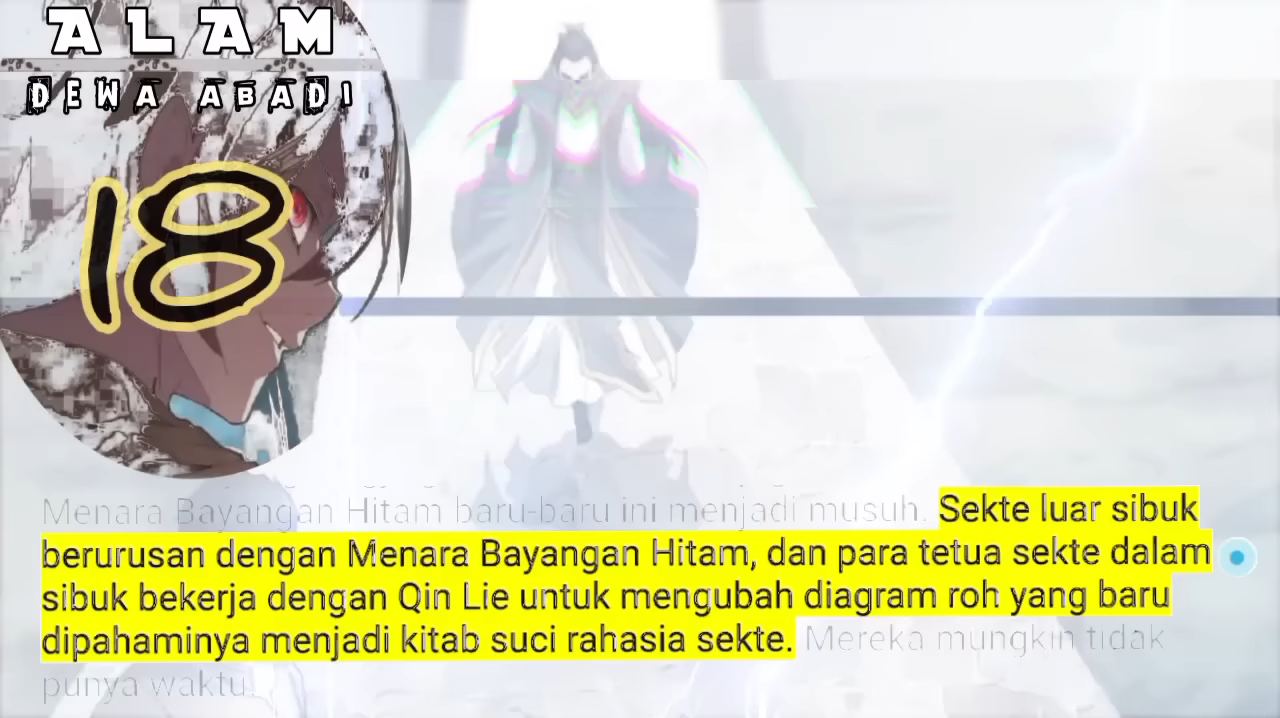 ALAM
DEWA ABADI
18
Menara Bayangan Hitam baru-baru ini menjadi musuh. Sekte luar sibuk
berurusan dengan Menara Bayangan Hitam, dan para tetua sekte dalam
sibuk bekerja dengan Qin Lie untuk mengubah diagram roh yang baru
dipahaminya menjadi kitab suci rahasia sekte. Mereka mungkin tidak
punya waktu.